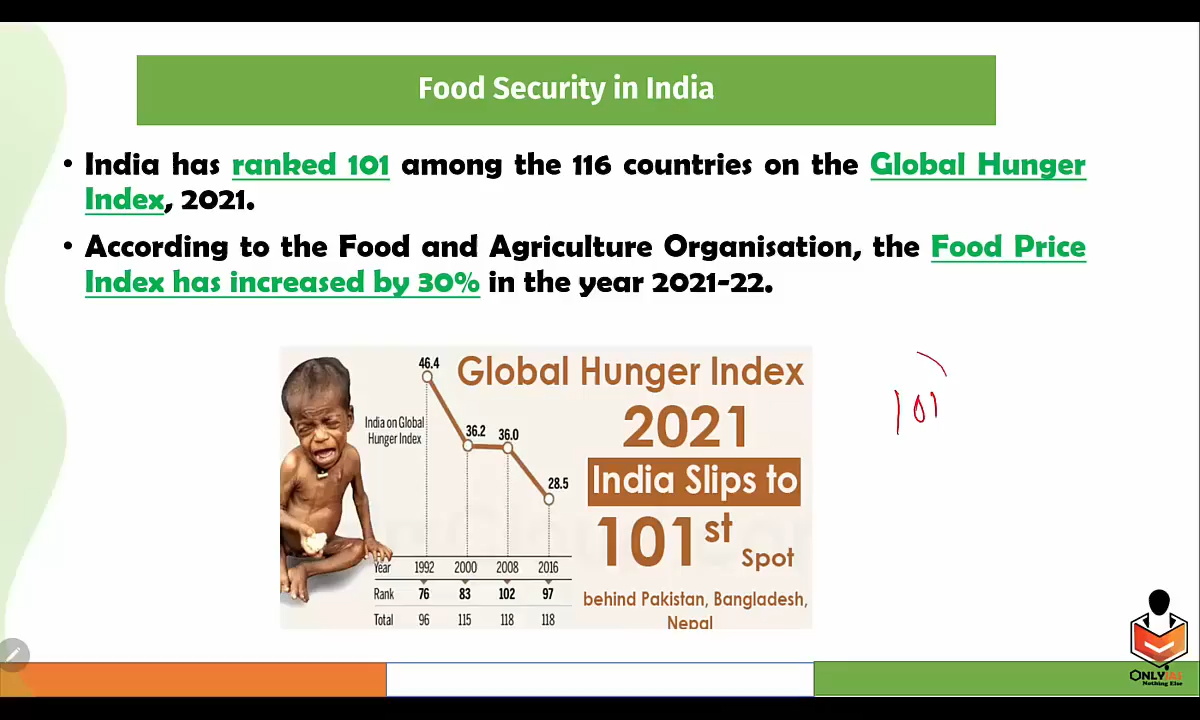 Food Security in India
• India has ranked 101 among the 116 countries on the Global Hunger
Index, 2021.
• According to the Food and Agriculture Organisation, the Food Price
Index has increased by 30% in the year 2021-22.
46.4
Global Hunger Index
2021
India on Global
Hunger Index
36.2
36.0
28.5
India Slips to
101st Spot
behind Pakistan, Bangladesh,
Nepal
Year 1992 2000 2008 2016
Rank 76 83 102 97
Total 96 115 118 118
101
ONLYIAS
Nothing Else